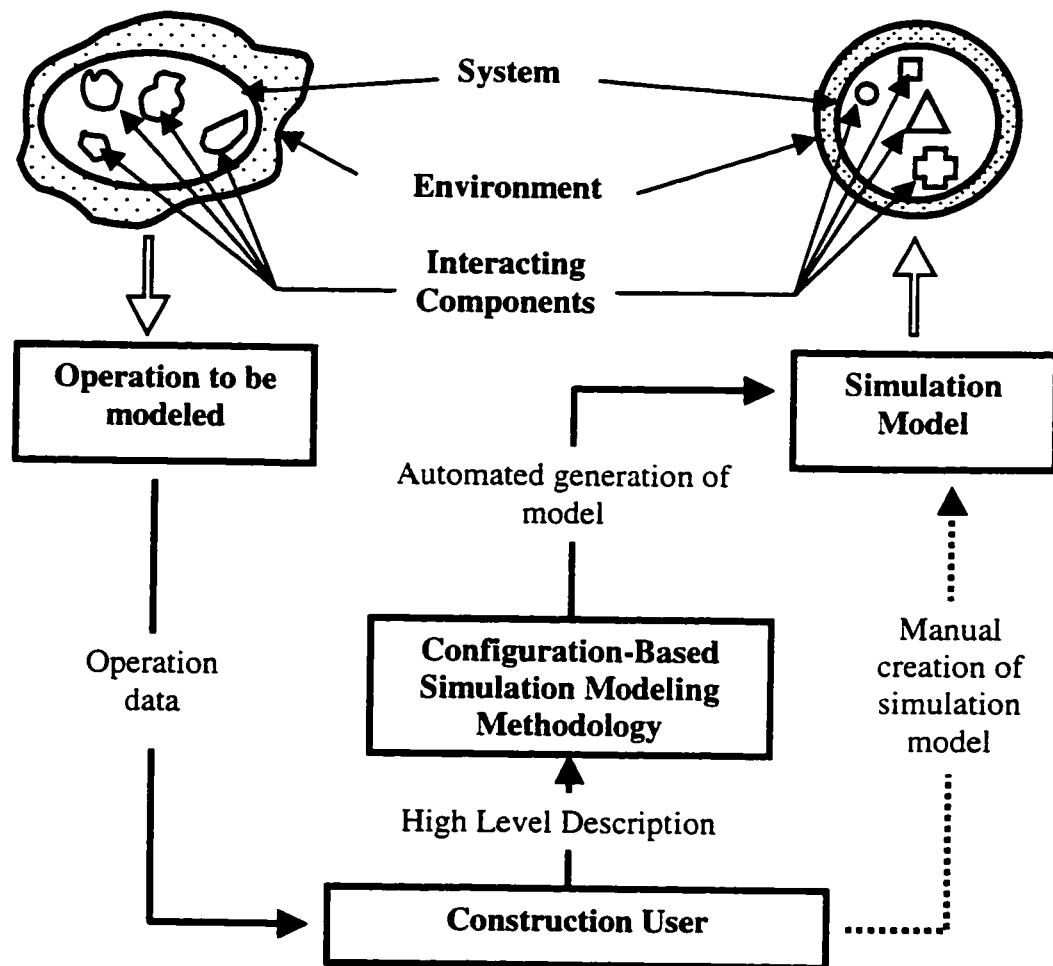 System
Environment
Interacting
Components
Operation to be
modeled
Simulation
Model
Automated generation of
model
Configuration-Based
Simulation Modeling
Methodology
Manual
creation of
simulation
model
Operation
data
High Level Description
Construction User